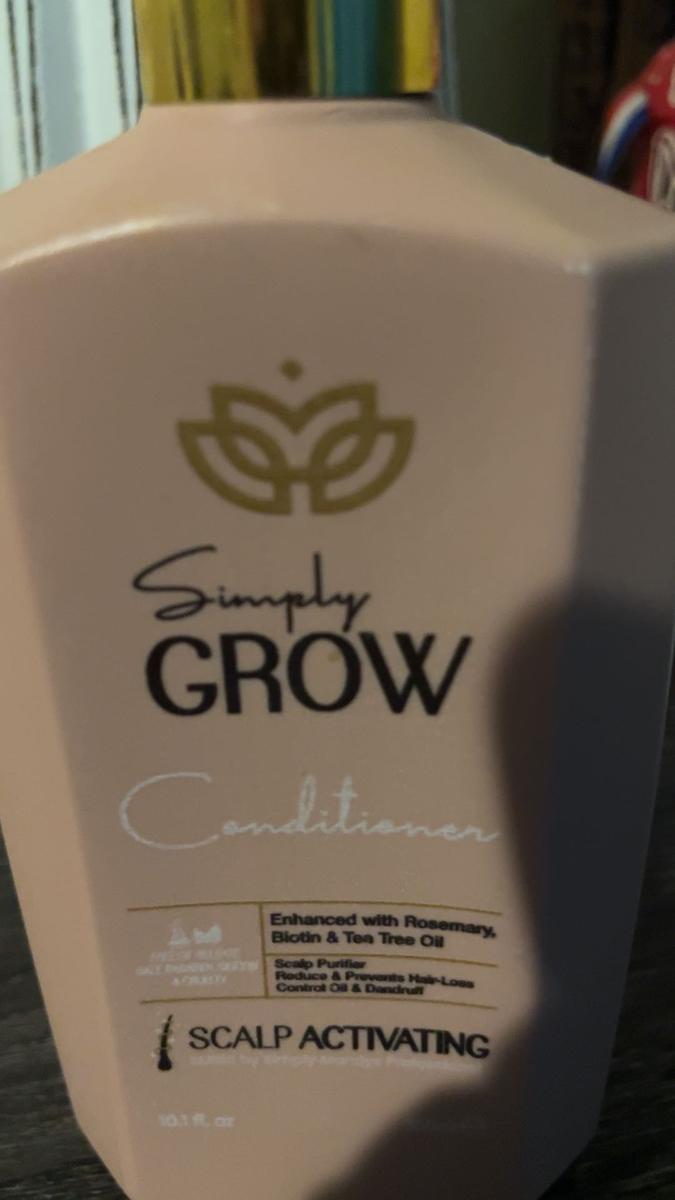 Simply
GROW
Conditioner
Enhanced with Rosemary,
Biotin & Tea Tree Oil
Scalp Purifier
Reduce & Prevents Hair-Loss
Control Oil & Dandruff
& CRUELTY
SCALP ACTIVATING
10.1 fl. oz